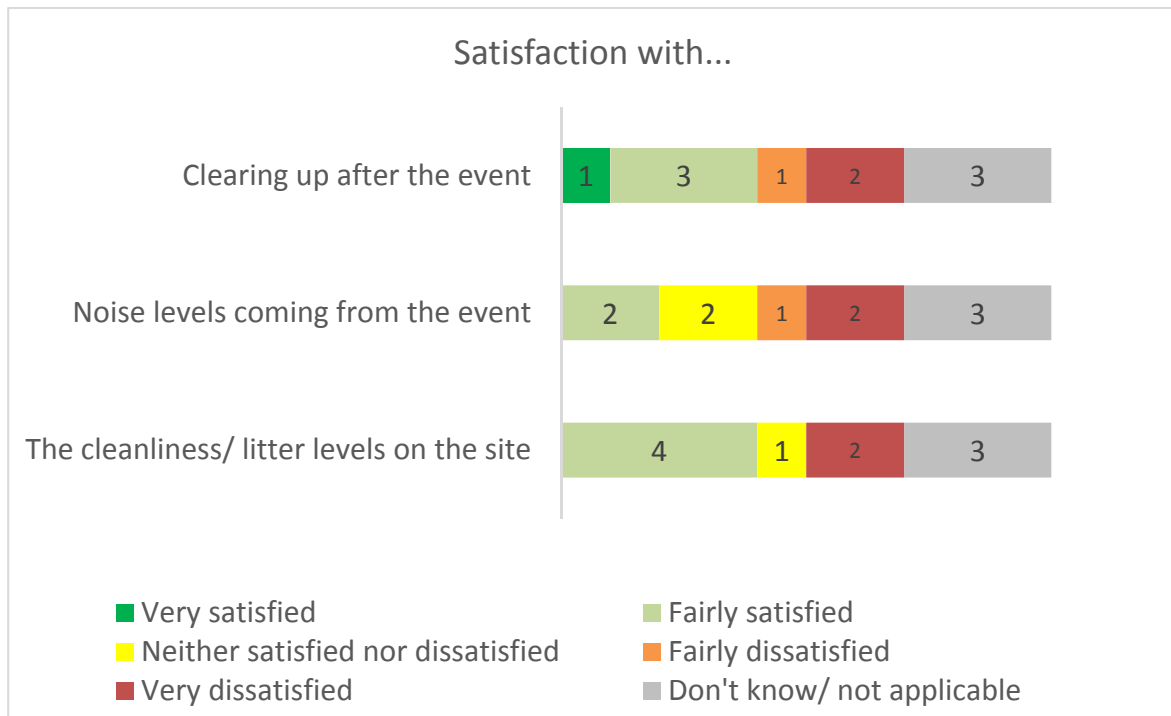 Satisfaction with...
Clearing up after the event
1 3 1 2 3
Noise levels coming from the event
2 2 1 2 3
The cleanliness/ litter levels on the site
4 1 2 3
Very satisfied
Fairly satisfied
Neither satisfied nor dissatisfied
Fairly dissatisfied
Very dissatisfied
Don't know/ not applicable